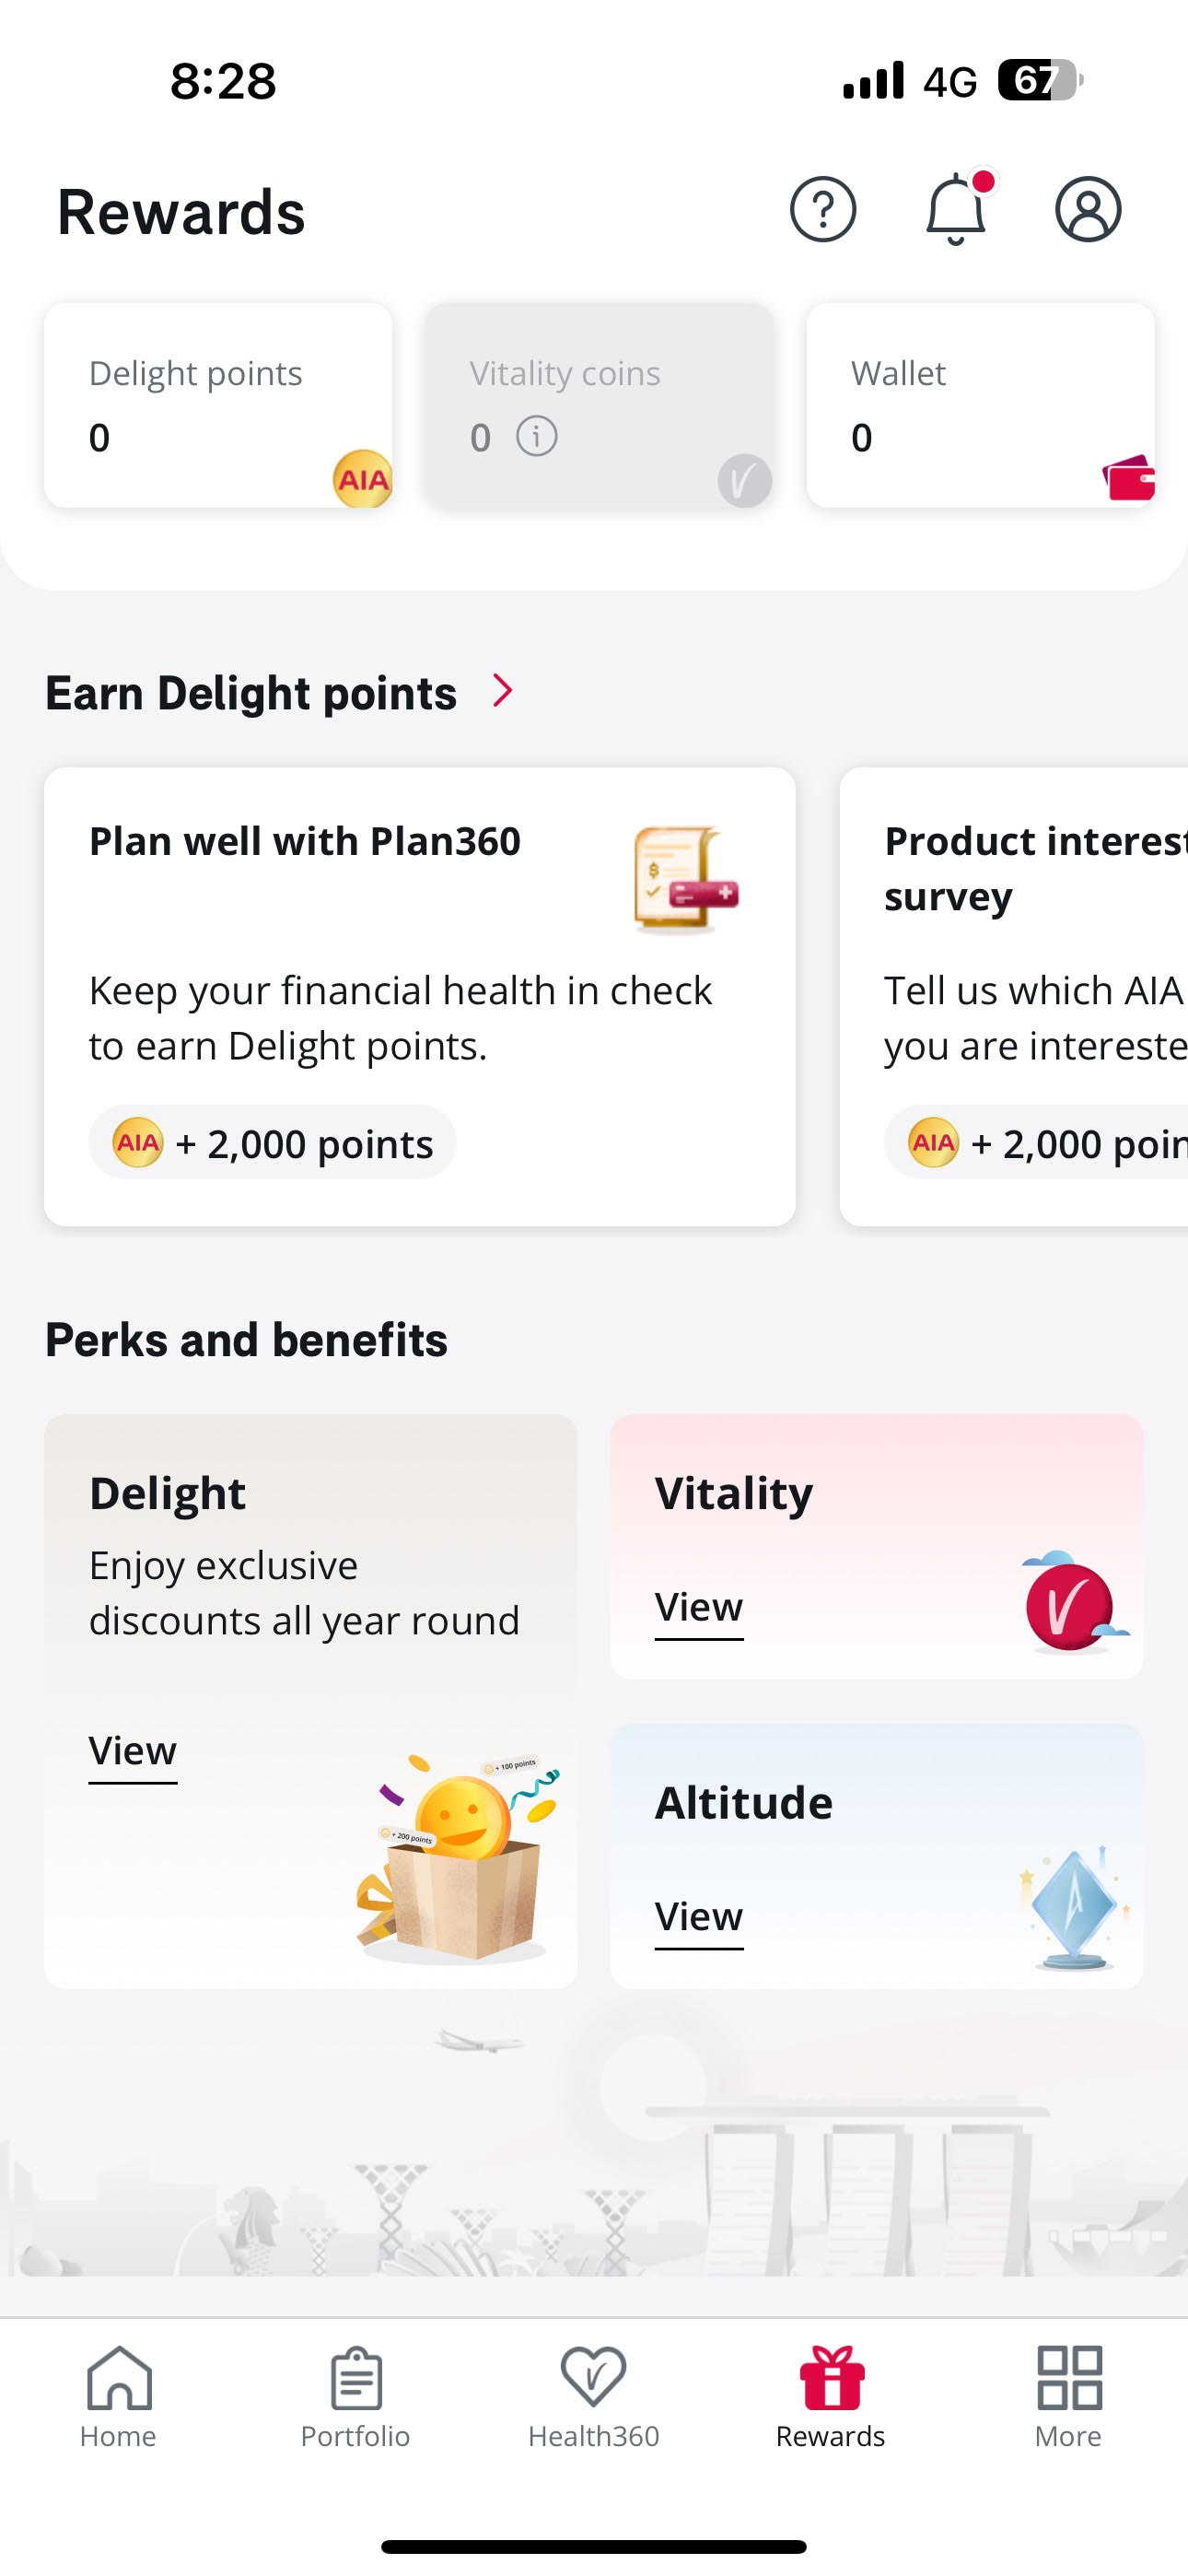 8:28
4G
67
Rewards
Delight points
0
AIA
Vitality coins
0
Wallet
0
Earn Delight points
Plan well with Plan360
Keep your financial health in check
to earn Delight points.
AIA + 2,000 points
Product interest
survey
Tell us which AIA
you are intereste
AIA + 2,000 poin
Perks and benefits
Delight
Enjoy exclusive
discounts all year round
View
+ 100 points
+ 200 points
Vitality
View
Altitude
View
Home
Portfolio
Health360
Rewards
More